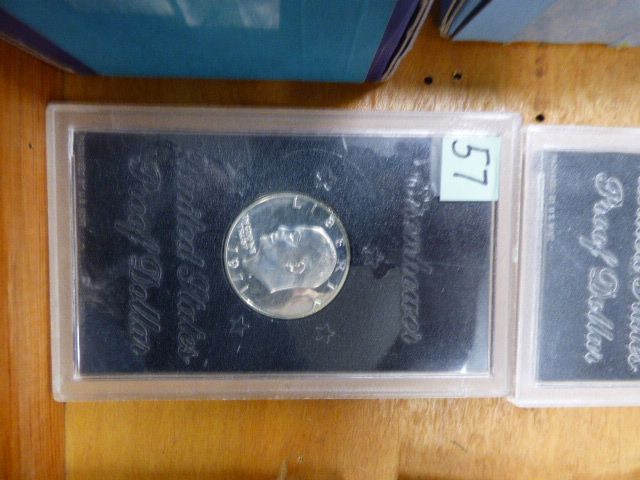 57
Eisenhower
LIBERTY
United States
Proof Dollar
United States
Proof Dollar